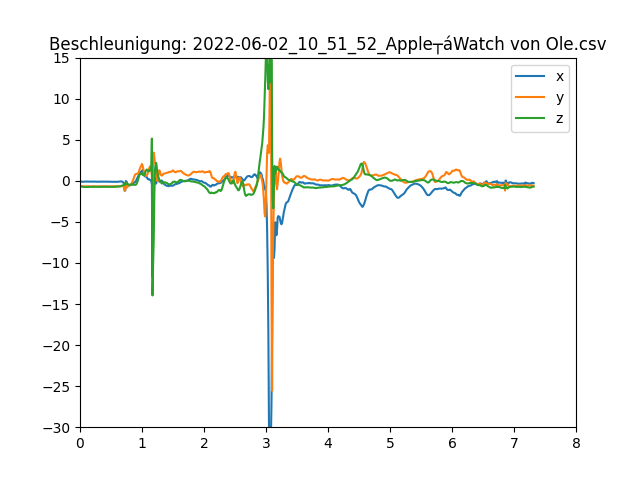 Beschleunigung: 2022-06-02_10_51_52_Apple┬áWatch von Ole.csv
15
10
5
0
−5
−10
−15
−20
−25
−30
0 1 2 3 4 5 6 7 8
x
y
z